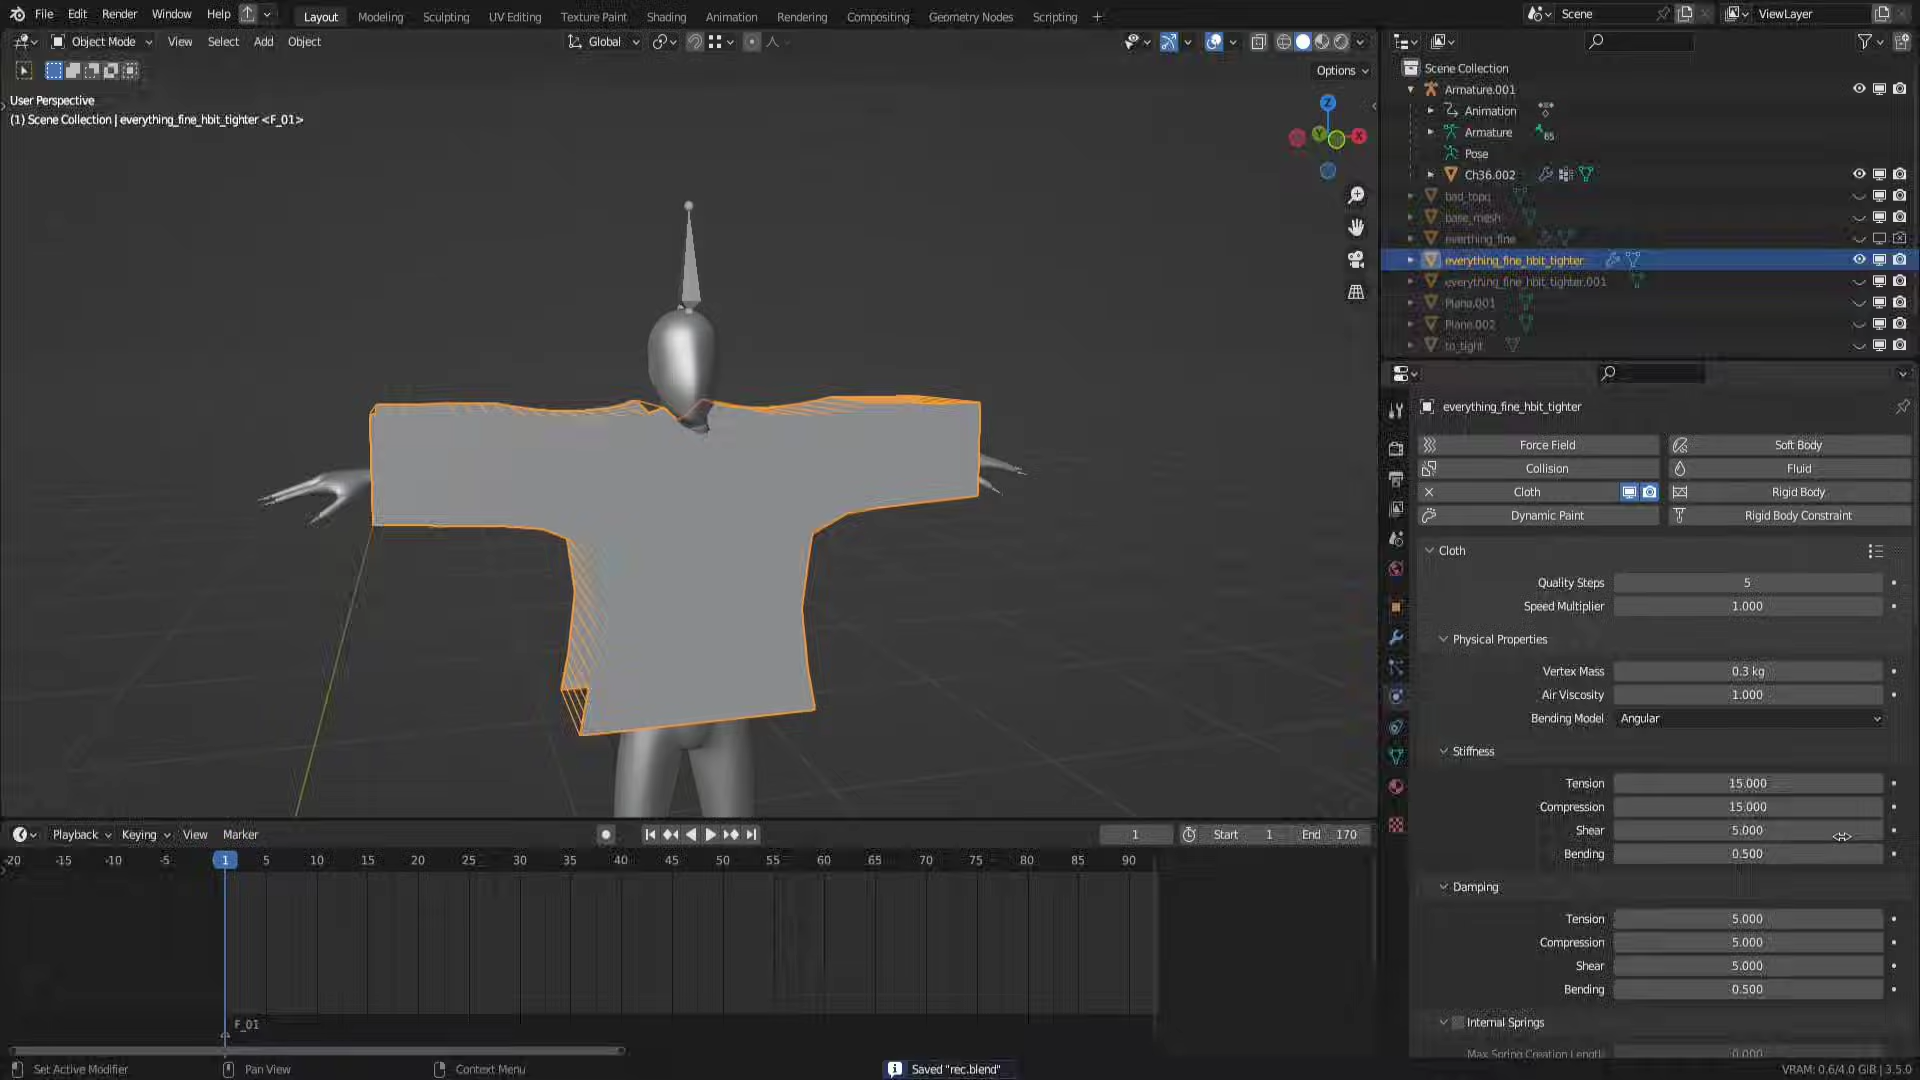 File Edit Render Window Help Layout Modeling Sculpting UV Editing Texture Paint Shading Animation Rendering Compositing Geometry Nodes Scripting + Scene ViewLayer
Object Mode View Select Add Object Global
Options
User Perspective
(1) Scene Collection | everything_fine_hbit_tighter <F_01>
Z
Y
X
Scene Collection
Armature.001
Animation
Armature 65
Pose
Ch36.002
bad_topo
base_mesh
everthing_fine
everything_fine_hbit_tighter
everything_fine_hbit_tighter.001
Plane.001
Plane.002
to_tight
everything_fine_hbit_tighter
Force Field Soft Body
Collision Fluid
Cloth Rigid Body
Dynamic Paint Rigid Body Constraint
Cloth
Quality Steps 5
Speed Multiplier 1.000
Physical Properties
Vertex Mass 0.3 kg
Air Viscosity 1.000
Bending Model Angular
Stiffness
Tension 15.000
Compression 15.000
Shear 5.000
Bending 0.500
Damping
Tension 5.000
Compression 5.000
Shear 5.000
Bending 0.500
Internal Springs
Max Spring Creation Length 0.000
Playback Keying View Marker 1 Start 1 End 170
-20 -15 -10 -5 1 5 10 15 20 25 30 35 40 45 50 55 60 65 70 75 80 85 90
F_01
Set Active Modifier Pan View Context Menu Saved "rec.blend" VRAM: 0.6/4.0 GiB | 3.5.0